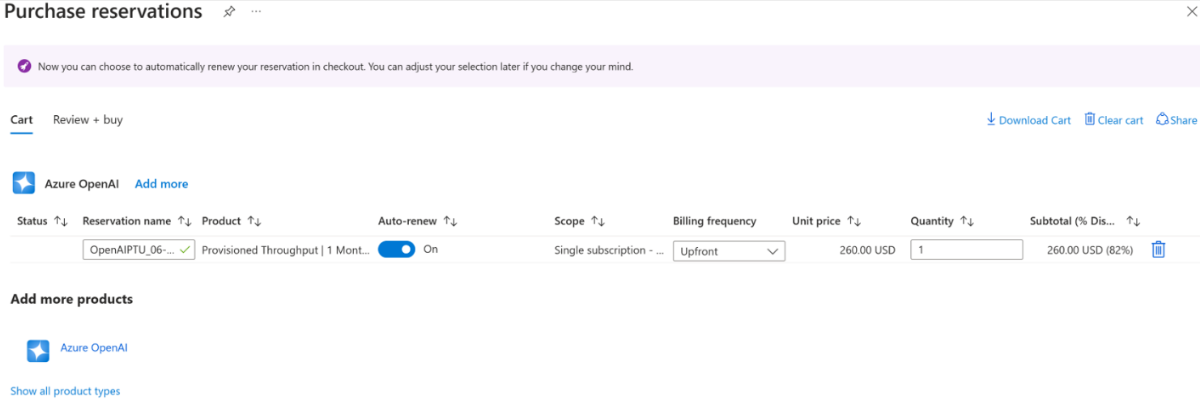 Purchase reservations ...
Now you can choose to automatically renew your reservation in checkout. You can adjust your selection later if you change your mind.
Cart Review + buy Download Cart Clear cart Share
Azure OpenAI Add more
Status Reservation name Product Auto-renew Scope Billing frequency Unit price Quantity Subtotal (% Dis...
OpenAIPTU_06-... Provisioned Throughput | 1 Mont... On Single subscription - ... Upfront 260.00 USD 1 260.00 USD (82%)
Add more products
Azure OpenAI
Show all product types